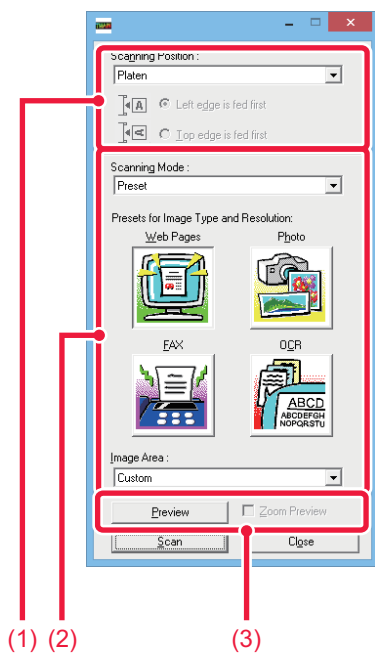 Scanning Position :
Platen
A Left edge is fed first
A Top edge is fed first
Scanning Mode :
Preset
Presets for Image Type and Resolution:
Web Pages Photo
FAX OCR
ABCD
ABCDEFGH
NOPQRSTU
Image Area :
Custom
Preview Zoom Preview
Scan Close
(1) (2) (3)